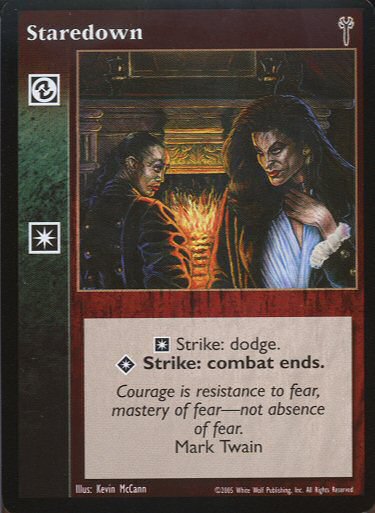 Staredown
Strike: dodge.
Strike: combat ends.
Courage is resistance to fear,
mastery of fear—not absence
of fear.
Mark Twain
Illus: Kevin McCann
©2005 White Wolf Publishing, Inc. All Rights Reserved.